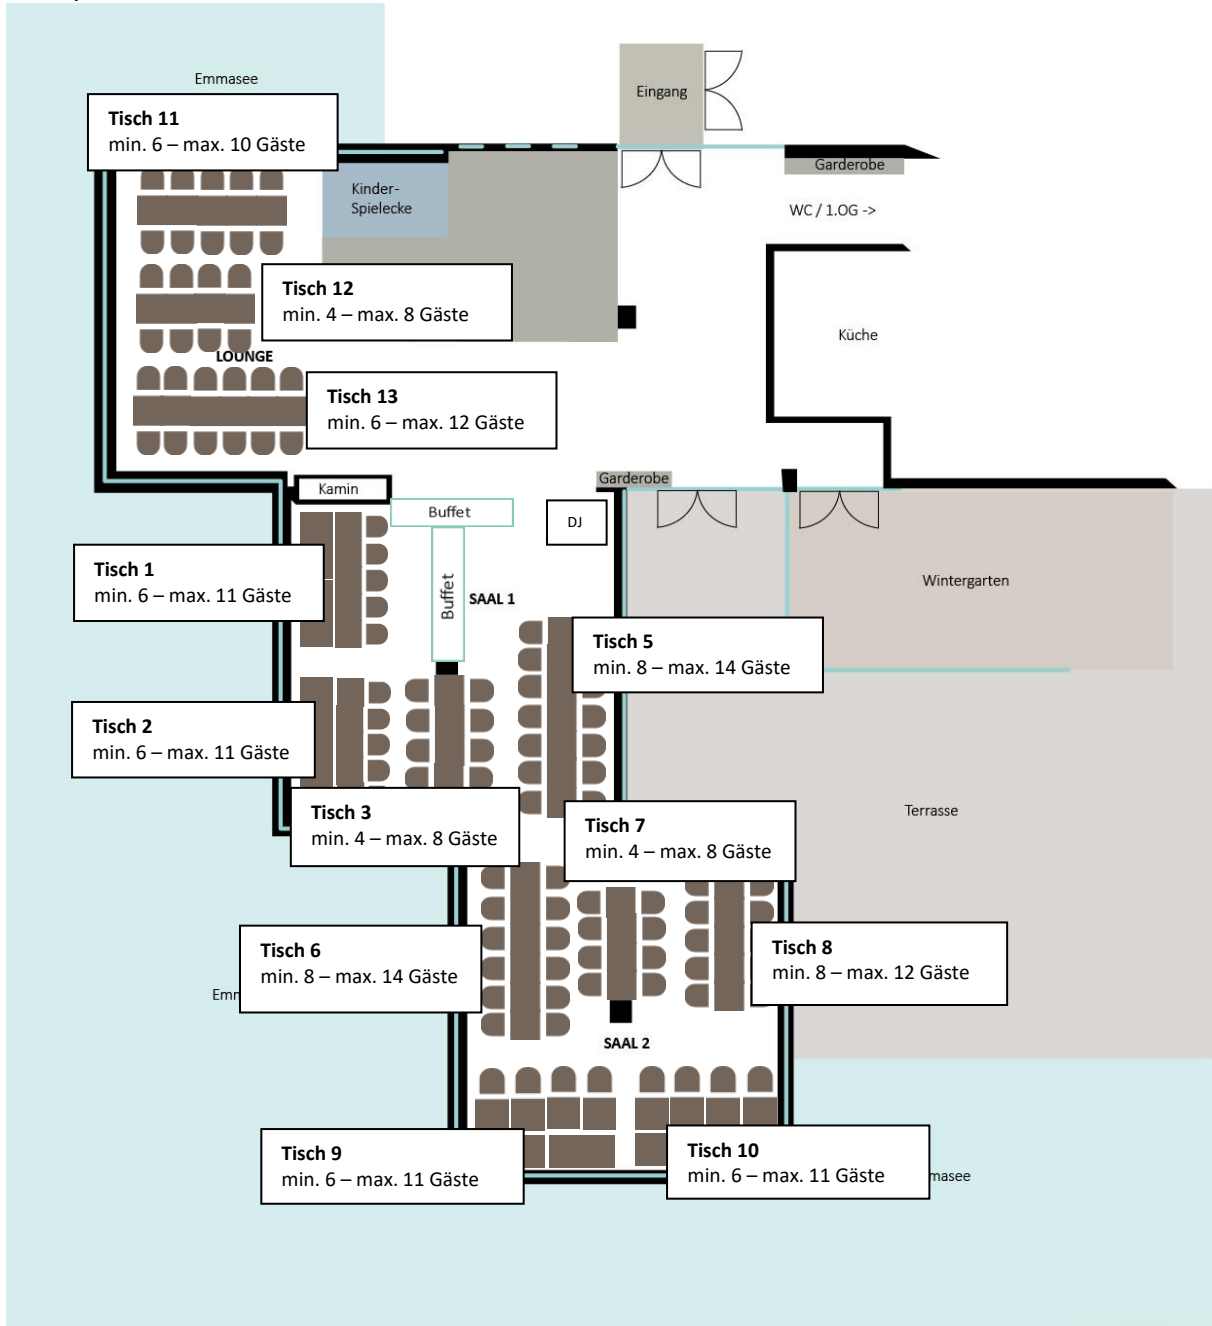 Emmasee
Eingang
Tisch 11
min. 6 – max. 10 Gäste
Garderobe
Kinder-
Spielecke
WC / 1.OG ->
Tisch 12
min. 4 – max. 8 Gäste
Küche
LOUNGE
Tisch 13
min. 6 – max. 12 Gäste
Garderobe
Kamin
Buffet
DJ
Tisch 1
min. 6 – max. 11 Gäste
Buffet
SAAL 1
Wintergarten
Tisch 5
min. 8 – max. 14 Gäste
Tisch 2
min. 6 – max. 11 Gäste
Tisch 3
min. 4 – max. 8 Gäste
Terrasse
Tisch 7
min. 4 – max. 8 Gäste
Tisch 6
min. 8 – max. 14 Gäste
Tisch 8
min. 8 – max. 12 Gäste
Emm
SAAL 2
Tisch 9
min. 6 – max. 11 Gäste
Tisch 10
min. 6 – max. 11 Gäste
masee